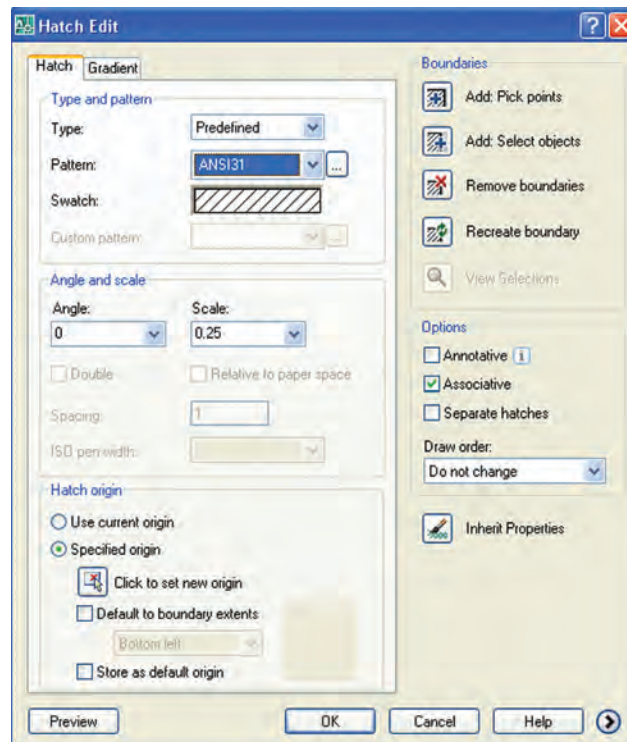 Hatch Edit
Hatch
Gradient
Type and pattern
Type:
Predefined
Pattern:
ANSI31
...
Swatch:
Custom pattern:
...
Angle and scale
Angle:
Scale:
0
0.25
Double
Relative to paper space
Spacing:
1
ISO pen width:
Hatch origin
Use current origin
Specified origin
Click to set new origin
Default to boundary extents
Bottom left
Store as default origin
Boundaries
Add: Pick points
Add: Select objects
Remove boundaries
Recreate boundary
View Selections
Options
Annotative
Associative
Separate hatches
Draw order:
Do not change
Inherit Properties
Preview
OK
Cancel
Help